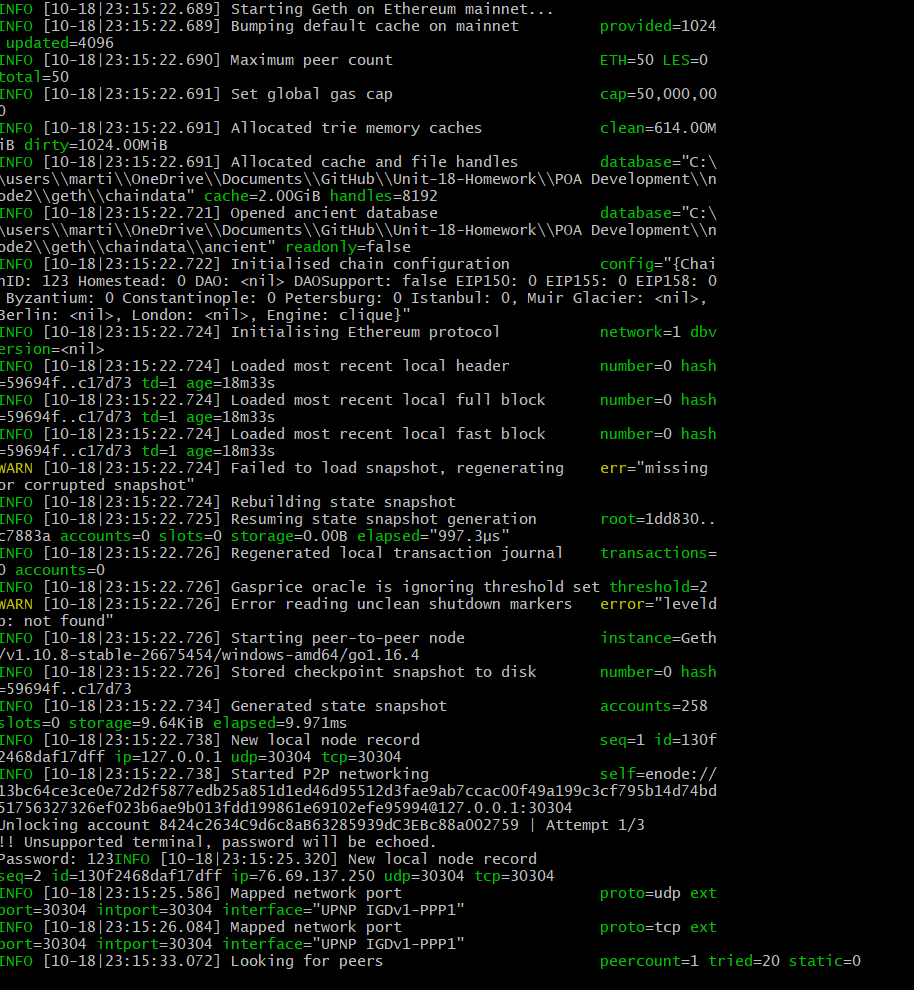 INFO [10-18|23:15:22.689] Starting Geth on Ethereum mainnet...
INFO [10-18|23:15:22.689] Bumping default cache on mainnet         provided=1024
 updated=4096
INFO [10-18|23:15:22.690] Maximum peer count                       ETH=50 LES=0
total=50
INFO [10-18|23:15:22.691] Set global gas cap                       cap=50,000,00
0
INFO [10-18|23:15:22.691] Allocated trie memory caches             clean=614.00M
iB dirty=1024.00MiB
INFO [10-18|23:15:22.691] Allocated cache and file handles         database="C:\
\users\\marti\\OneDrive\\Documents\\GitHub\\Unit-18-Homework\\POA Development\\n
ode2\\geth\\chaindata" cache=2.00GiB handles=8192
INFO [10-18|23:15:22.721] Opened ancient database                  database="C:\
\users\\marti\\OneDrive\\Documents\\GitHub\\Unit-18-Homework\\POA Development\\n
ode2\\geth\\chaindata\\ancient" readonly=false
INFO [10-18|23:15:22.722] Initialised chain configuration          config="{Chai
nID: 123 Homestead: 0 DAO: <nil> DAOSupport: false EIP150: 0 EIP155: 0 EIP158: 0
 Byzantium: 0 Constantinople: 0 Petersburg: 0 Istanbul: 0, Muir Glacier: <nil>,
Berlin: <nil>, London: <nil>, Engine: clique}"
INFO [10-18|23:15:22.724] Initialising Ethereum protocol           network=1 dbv
ersion=<nil>
INFO [10-18|23:15:22.724] Loaded most recent local header          number=0 hash
=59694f..c17d73 td=1 age=18m33s
INFO [10-18|23:15:22.724] Loaded most recent local full block      number=0 hash
=59694f..c17d73 td=1 age=18m33s
INFO [10-18|23:15:22.724] Loaded most recent local fast block      number=0 hash
=59694f..c17d73 td=1 age=18m33s
WARN [10-18|23:15:22.724] Failed to load snapshot, regenerating    err="missing
or corrupted snapshot"
INFO [10-18|23:15:22.724] Rebuilding state snapshot
INFO [10-18|23:15:22.725] Resuming state snapshot generation       root=1dd830..
c7883a accounts=0 slots=0 storage=0.00B elapsed="997.3µs"
INFO [10-18|23:15:22.726] Regenerated local transaction journal    transactions=
0 accounts=0
INFO [10-18|23:15:22.726] Gasprice oracle is ignoring threshold set threshold=2
WARN [10-18|23:15:22.726] Error reading unclean shutdown markers   error="leveld
b: not found"
INFO [10-18|23:15:22.726] Starting peer-to-peer node               instance=Geth
/v1.10.8-stable-26675454/windows-amd64/go1.16.4
INFO [10-18|23:15:22.726] Stored checkpoint snapshot to disk       number=0 hash
=59694f..c17d73
INFO [10-18|23:15:22.734] Generated state snapshot                 accounts=258
slots=0 storage=9.64KiB elapsed=9.971ms
INFO [10-18|23:15:22.738] New local node record                    seq=1 id=130f
2468daf17dff ip=127.0.0.1 udp=30304 tcp=30304
INFO [10-18|23:15:22.738] Started P2P networking                   self=enode://
13bc64ce3ce0e72d2f5877edb25a851d1ed46d95512d3fae9ab7ccac00f49a199c3cf795b14d74bd
51756327326ef023b6ae9b013fdd199861e69102efe95994@127.0.0.1:30304
Unlocking account 8424c2634C9d6c8aB63285939dC3EBc88a002759 | Attempt 1/3
!! Unsupported terminal, password will be echoed.
Password: 123INFO [10-18|23:15:25.320] New local node record
seq=2 id=130f2468daf17dff ip=76.69.137.250 udp=30304 tcp=30304
INFO [10-18|23:15:25.586] Mapped network port                      proto=udp ext
port=30304 intport=30304 interface="UPNP IGDv1-PPP1"
INFO [10-18|23:15:26.084] Mapped network port                      proto=tcp ext
port=30304 intport=30304 interface="UPNP IGDv1-PPP1"
INFO [10-18|23:15:33.072] Looking for peers                        peercount=1 tried=20 static=0